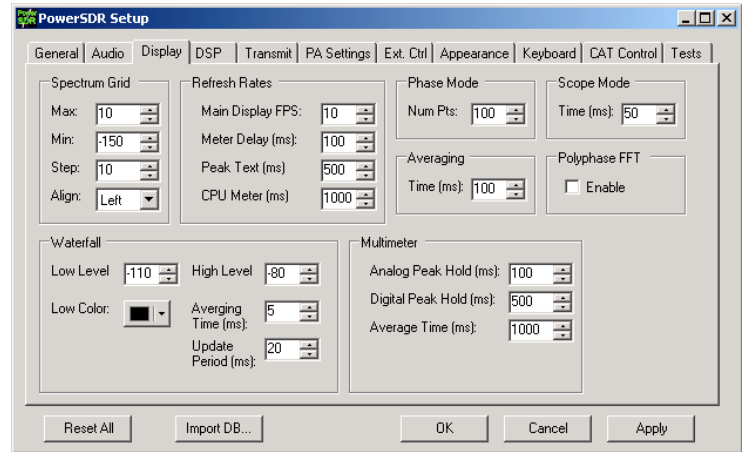 Power SDR PowerSDR Setup
General Audio Display DSP Transmit PA Settings Ext. Ctrl Appearance Keyboard CAT Control Tests
Spectrum Grid
Max: 10
Min: -150
Step: 10
Align: Left
Refresh Rates
Main Display FPS: 10
Meter Delay (ms): 100
Peak Text (ms) 500
CPU Meter (ms) 1000
Phase Mode
Num Pts: 100
Scope Mode
Time (ms): 50
Averaging
Time (ms): 100
Polyphase FFT
Enable
Waterfall
Low Level -110 High Level -80
Low Color:
Averging
Time (ms): 5
Update
Period (ms): 20
Multimeter
Analog Peak Hold (ms): 100
Digital Peak Hold (ms): 500
Average Time (ms): 1000
Reset All Import DB... OK Cancel Apply